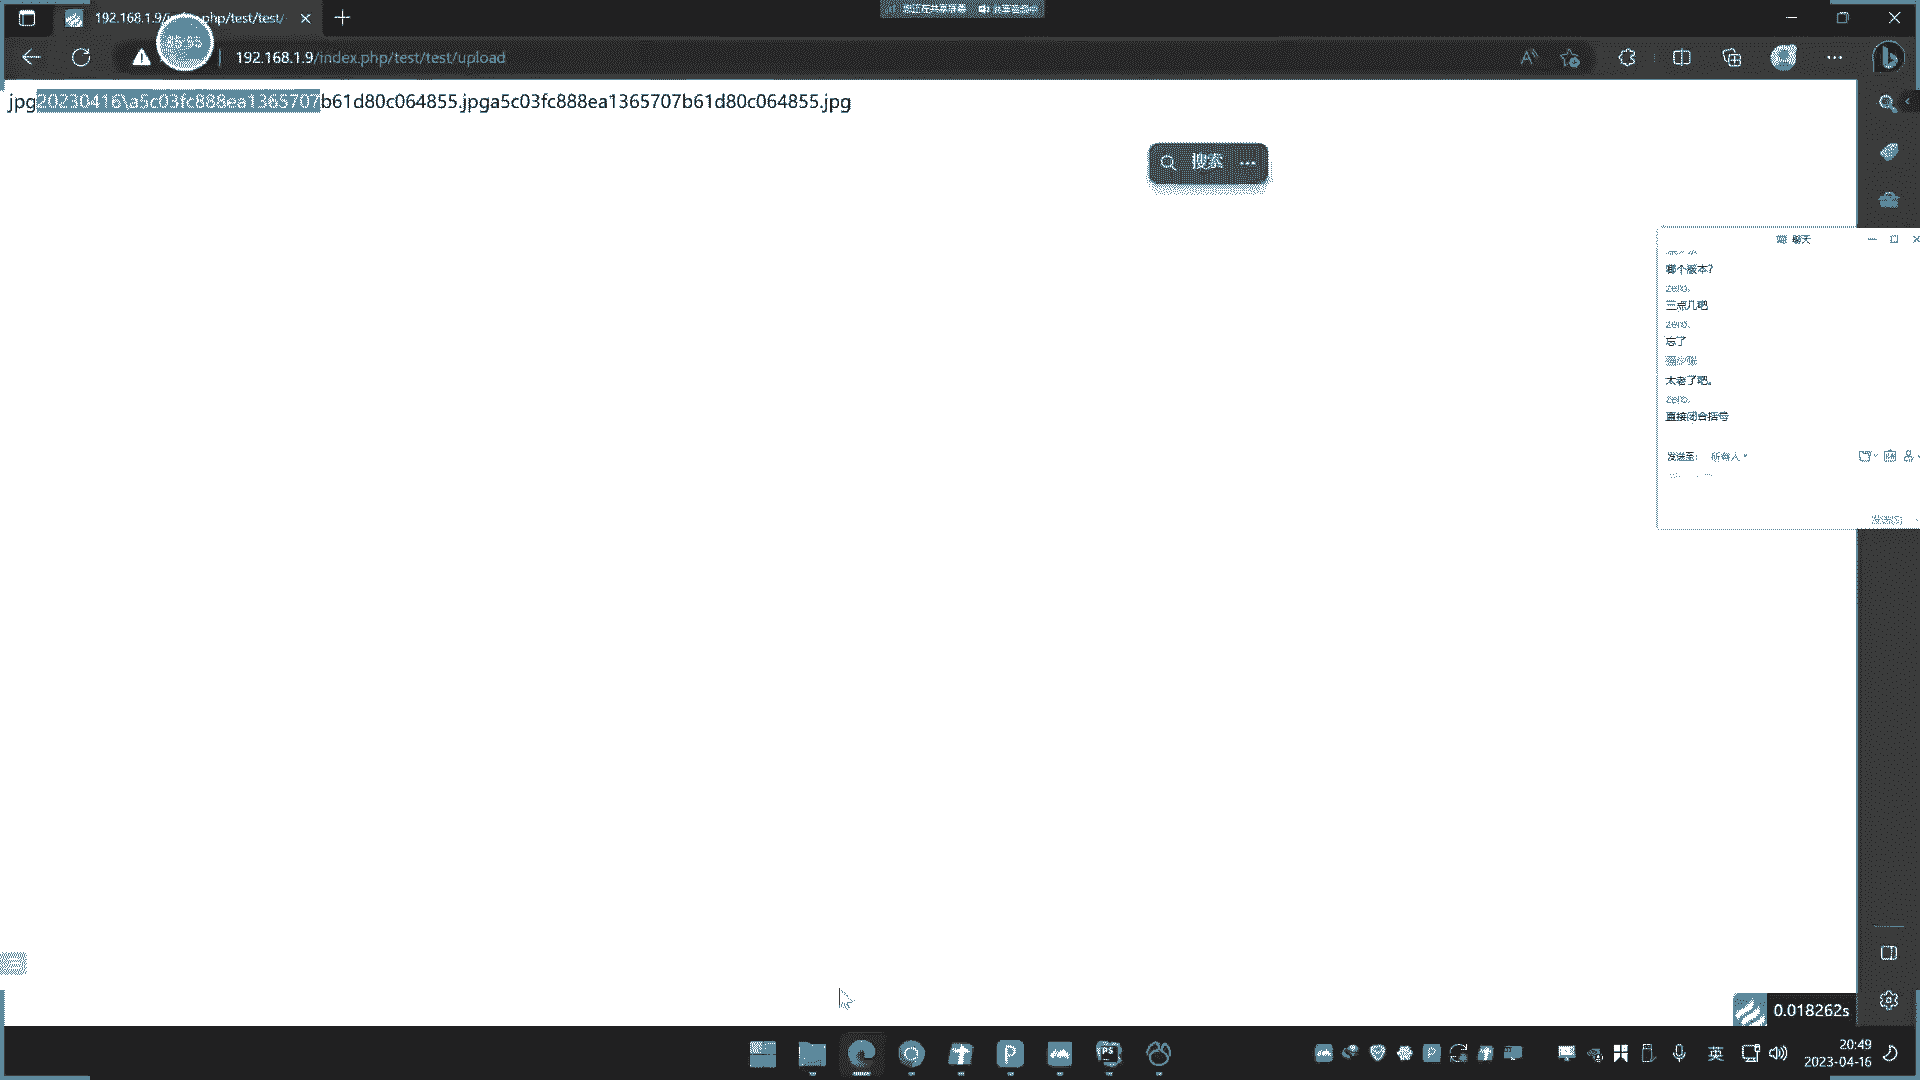 192.168.1.9/
php/test/test/
192.168.1.9/index.php/test/test/upload
jpg20230416\a5c03fc888ea1365707b61d80c064855.jpga5c03fc888ea1365707b61d80c064855.jpg
搜索
聊天
哪个版本?
zero.
三点几吧
zero.
忘了
太老了吧。
zero.
直接闭合括号
发送至: 所有人
发送(S)
0.018262s
英
20:49
2023-04-16